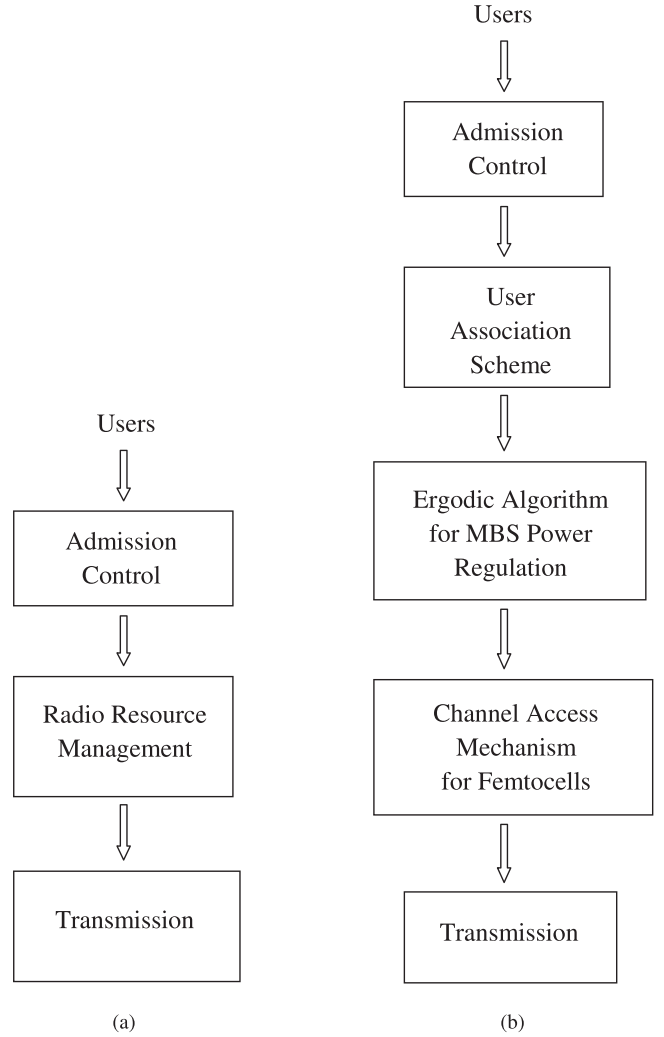 Users
Admission
Control
Radio Resource
Management
Transmission
(a)
Users
Admission
Control
User
Association
Scheme
Ergodic Algorithm
for MBS Power
Regulation
Channel Access
Mechanism
for Femtocells
Transmission
(b)